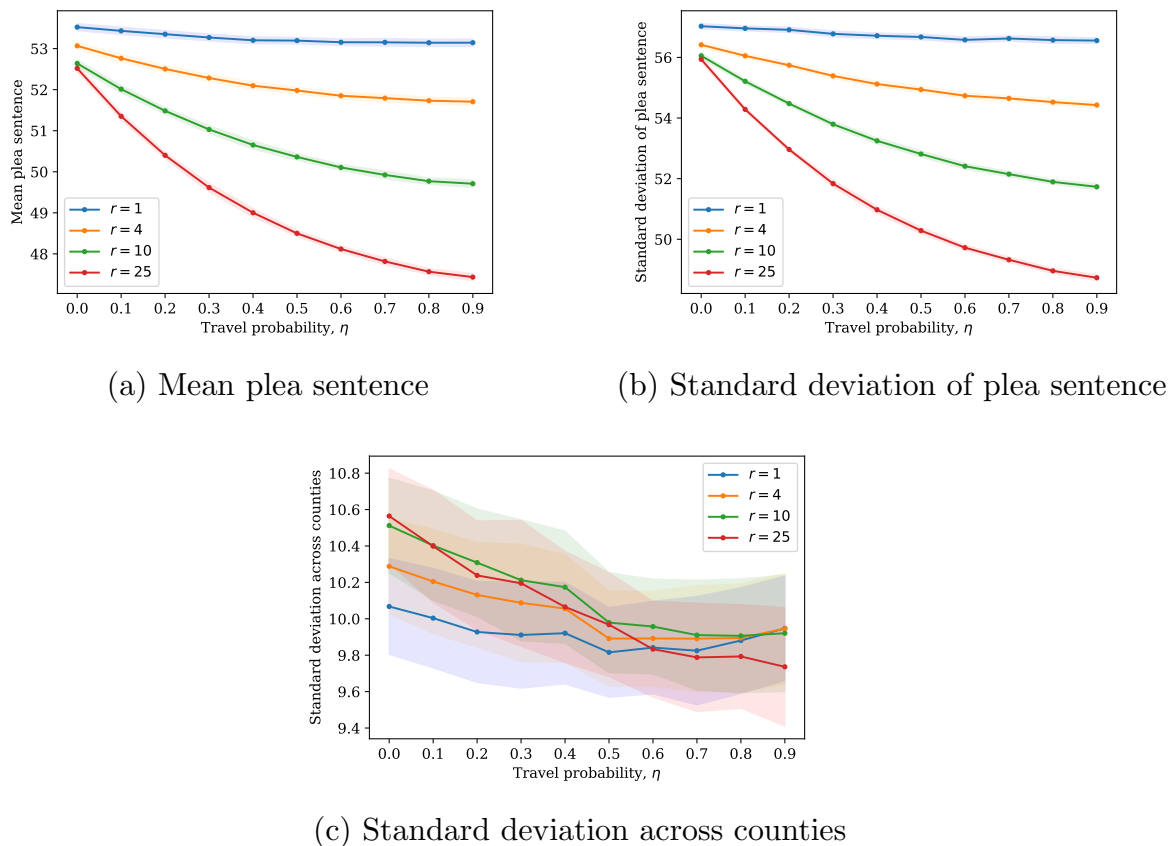 Mean plea sentence
53
52
51
50
49
48
r = 1
r = 4
r = 10
r = 25
0.0 0.1 0.2 0.3 0.4 0.5 0.6 0.7 0.8 0.9
Travel probability, η
(a) Mean plea sentence
Standard deviation of plea sentence
56
54
52
50
r = 1
r = 4
r = 10
r = 25
0.0 0.1 0.2 0.3 0.4 0.5 0.6 0.7 0.8 0.9
Travel probability, η
(b) Standard deviation of plea sentence
Standard deviation across counties
10.8
10.6
10.4
10.2
10.0
9.8
9.6
9.4
r = 1
r = 4
r = 10
r = 25
0.0 0.1 0.2 0.3 0.4 0.5 0.6 0.7 0.8 0.9
Travel probability, η
(c) Standard deviation across counties